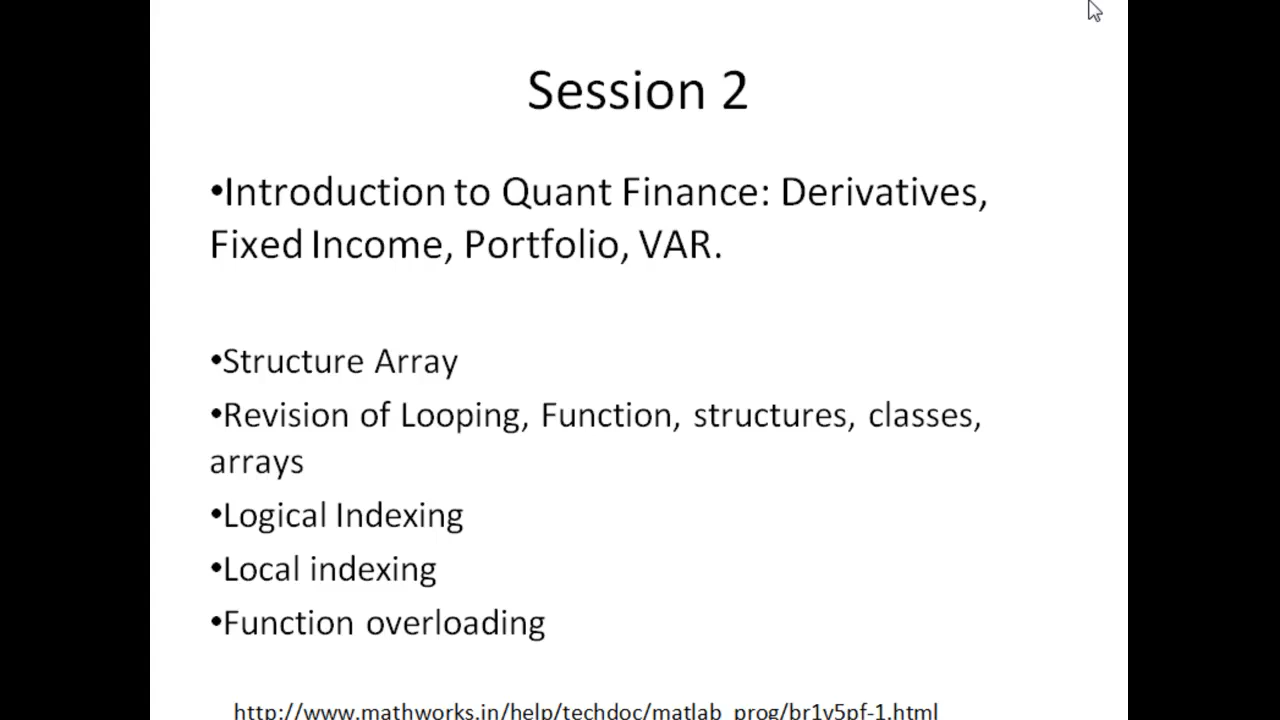 Session 2
•Introduction to Quant Finance: Derivatives,
Fixed Income, Portfolio, VAR.
•Structure Array
•Revision of Looping, Function, structures, classes,
arrays
•Logical Indexing
•Local indexing
•Function overloading
http://www.mathworks.in/help/techdoc/matlab_prog/br1v5pf-1.html